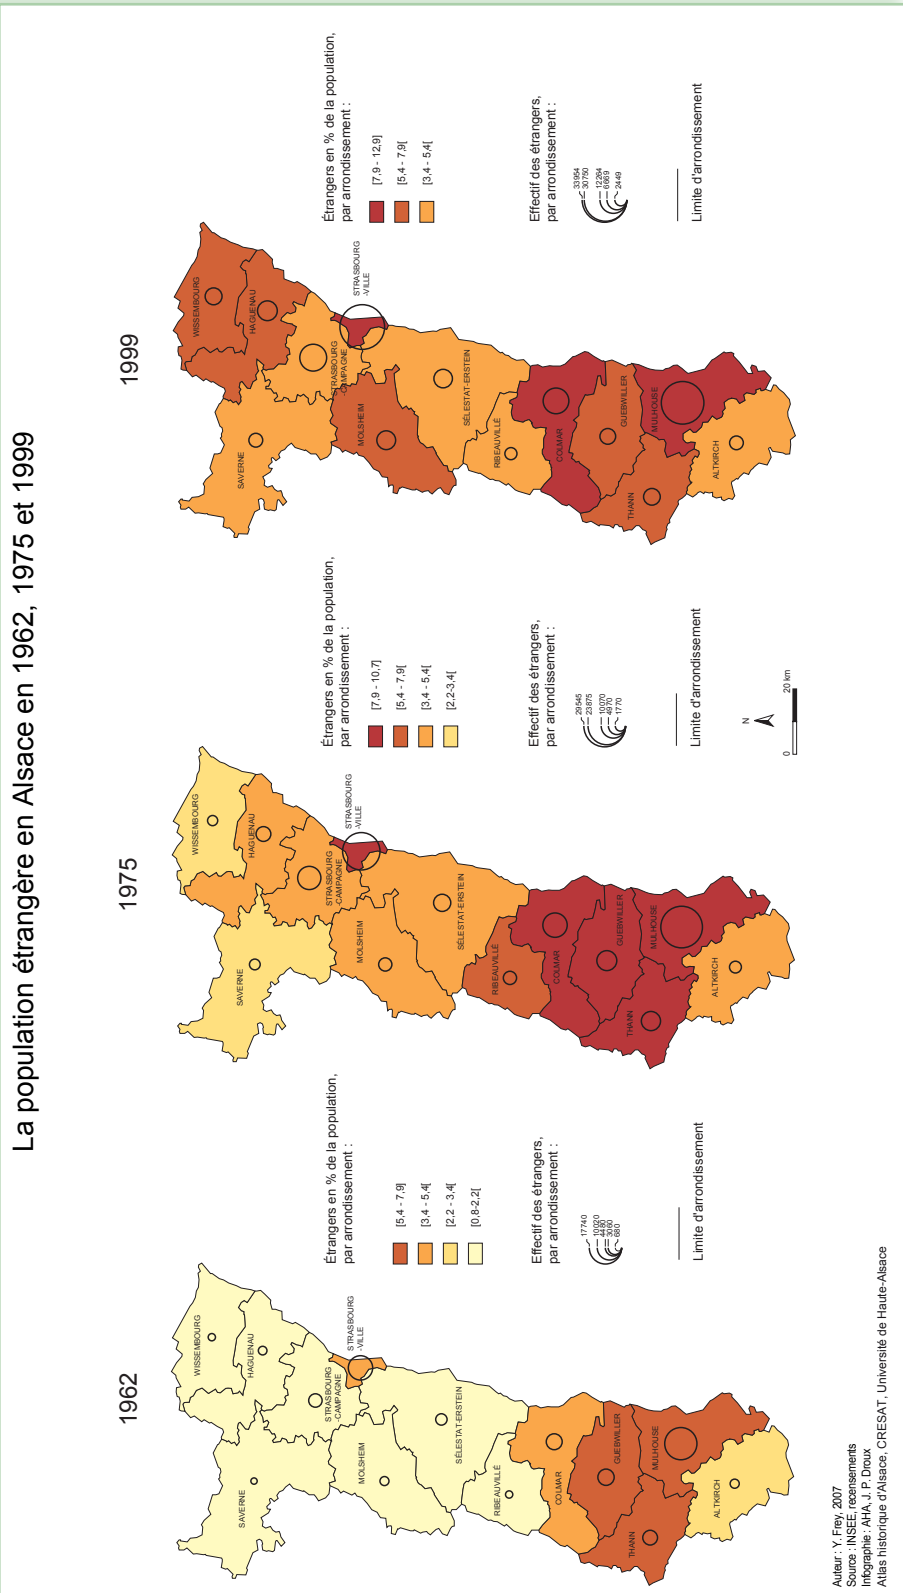 La population étrangère en Alsace en 1962, 1975 et 1999
1962
WISSEMBOURG
HAGUENAU
SAVERNE
STRASBOURG
-CAMPAGNE
STRASBOURG
-VILLE
MOLSHEIM
SÉLESTAT-ERSTEIN
RIBEAUVILLÉ
COLMAR
GUEBWILLER
THANN
MULHOUSE
ALTKIRCH
Étrangers en % de la population,
par arrondissement :
[5,4 - 7,9]
[3,4 - 5,4[
[2,2 - 3,4[
[0,8-2,2[
Effectif des étrangers,
par arrondissement :
17740
10020
4480
3060
680
Limite d'arrondissement
1975
WISSEMBOURG
HAGUENAU
SAVERNE
STRASBOURG
-CAMPAGNE
STRASBOURG
-VILLE
MOLSHEIM
SÉLESTAT-ERSTEIN
RIBEAUVILLÉ
COLMAR
GUEBWILLER
THANN
MULHOUSE
ALTKIRCH
Étrangers en % de la population,
par arrondissement :
[7,9 - 10,7]
[5,4 - 7,9[
[3,4 - 5,4[
[2,2-3,4[
Effectif des étrangers,
par arrondissement :
29545
23875
10070
4970
1770
Limite d'arrondissement
N
0
20 km
1999
WISSEMBOURG
HAGUENAU
SAVERNE
STRASBOURG
-CAMPAGNE
STRASBOURG
-VILLE
MOLSHEIM
SÉLESTAT-ERSTEIN
RIBEAUVILLÉ
COLMAR
GUEBWILLER
THANN
MULHOUSE
ALTKIRCH
Étrangers en % de la population,
par arrondissement :
[7,9 - 12,9]
[5,4 - 7,9[
[3,4 - 5,4[
Effectif des étrangers,
par arrondissement :
33954
30750
12264
6669
2449
Limite d'arrondissement
Auteur : Y. Frey, 2007
Source : INSEE, recensements
Infographie : AHA, J. P. Droux
Atlas historique d'Alsace, CRESAT, Université de Haute-Alsace